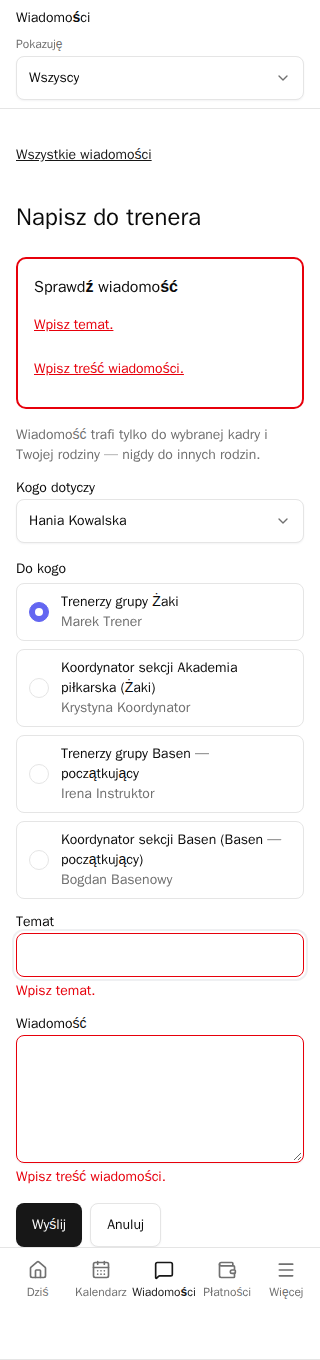 Wiadomości
Pokazuję
Wszyscy
Wszystkie wiadomości
Napisz do trenera
Sprawdź wiadomość
Wpisz temat.
Wpisz treść wiadomości.
Wiadomość trafi tylko do wybranej kadry i
Twojej rodziny — nigdy do innych rodzin.
Kogo dotyczy
Hania Kowalska
Do kogo
Trenerzy grupy Żaki
Marek Trener
Koordynator sekcji Akademia
piłkarska (Żaki)
Krystyna Koordynator
Trenerzy grupy Basen —
początkujący
Irena Instruktor
Koordynator sekcji Basen (Basen —
początkujący)
Bogdan Basenowy
Temat
Wpisz temat.
Wiadomość
Wpisz treść wiadomości.
Wyślij Anuluj
Dziś Kalendarz Wiadomości Płatności Więcej